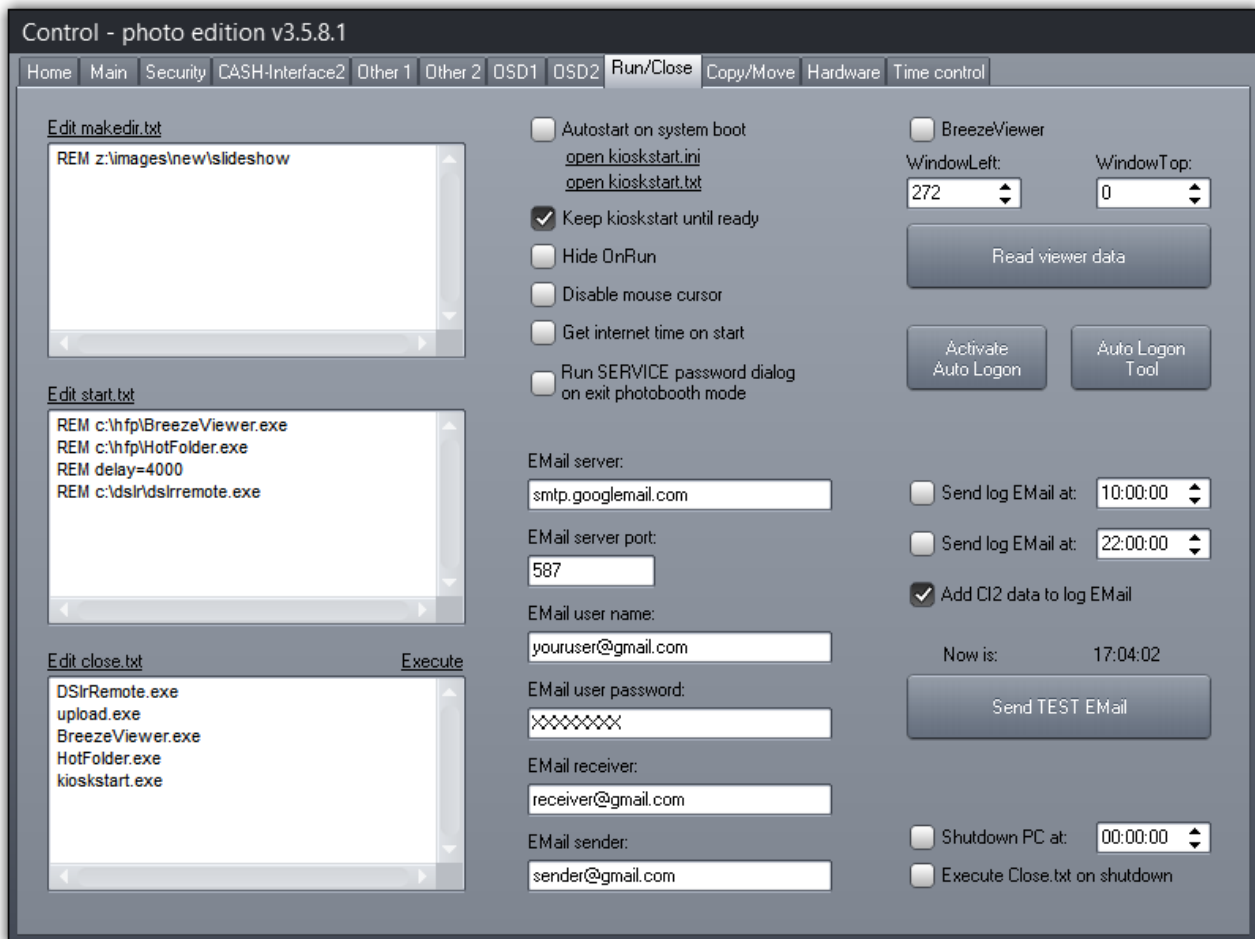 Control - photo edition v3.5.8.1
Home Main Security CASH-Interface2 Other 1 Other 2 OSD1 OSD2 Run/Close Copy/Move Hardware Time control
Edit makedir.txt
REM z:\images\new\slideshow
Edit start.txt
REM c:\hfp\BreezeViewer.exe
REM c:\hfp\HotFolder.exe
REM delay=4000
REM c:\dslr\dslrremote.exe
Edit close.txt Execute
DSlrRemote.exe
upload.exe
BreezeViewer.exe
HotFolder.exe
kioskstart.exe
Autostart on system boot
open kioskstart.ini
open kioskstart.txt
Keep kioskstart until ready
Hide OnRun
Disable mouse cursor
Get internet time on start
Run SERVICE password dialog
on exit photobooth mode
EMail server:
smtp.googlemail.com
EMail server port:
587
EMail user name:
youruser@gmail.com
EMail user password:
XXXXXXXX
EMail receiver:
receiver@gmail.com
EMail sender:
sender@gmail.com
BreezeViewer
WindowLeft: WindowTop:
272 0
Read viewer data
Activate
Auto Logon
Auto Logon
Tool
Send log EMail at: 10:00:00
Send log EMail at: 22:00:00
Add CI2 data to log EMail
Now is: 17:04:02
Send TEST EMail
Shutdown PC at: 00:00:00
Execute Close.txt on shutdown